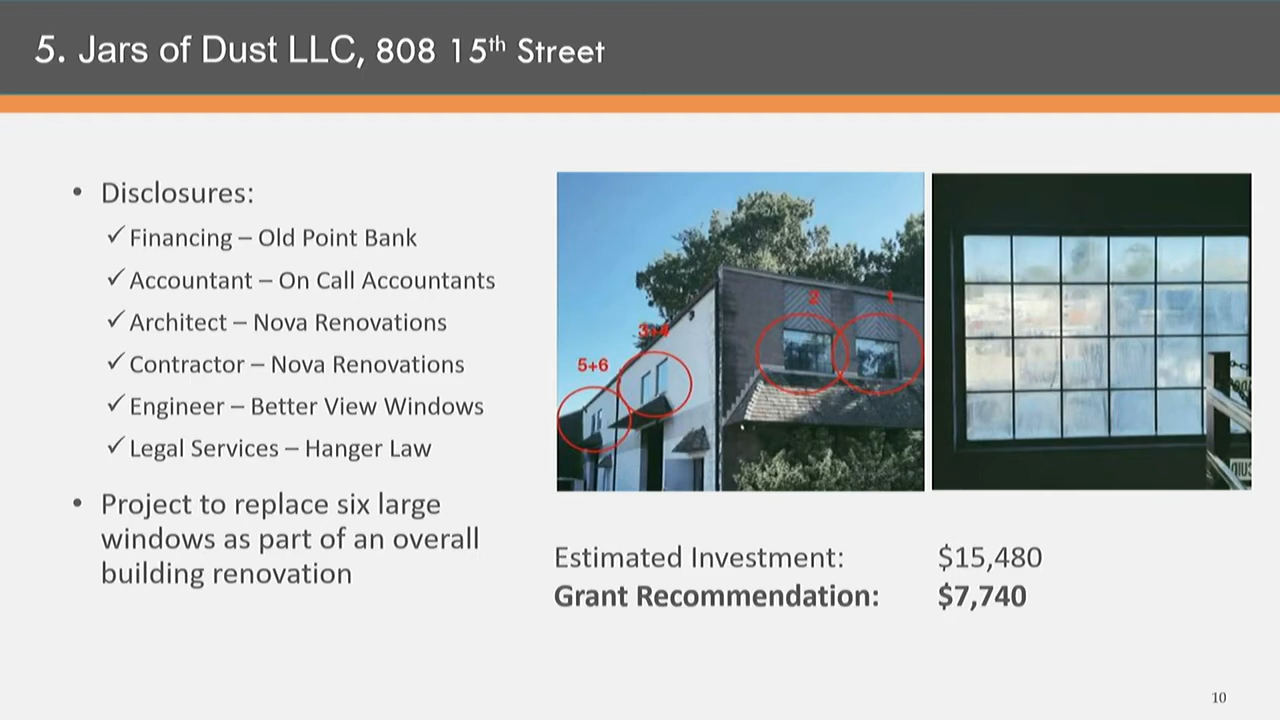 5. Jars of Dust LLC, 808 15th Street
• Disclosures:
✓ Financing – Old Point Bank
✓ Accountant – On Call Accountants
✓ Architect – Nova Renovations
✓ Contractor – Nova Renovations
✓ Engineer – Better View Windows
✓ Legal Services – Hanger Law
• Project to replace six large
windows as part of an overall
building renovation
5+6
3+4
2
1
Estimated Investment: $15,480
Grant Recommendation: $7,740
10